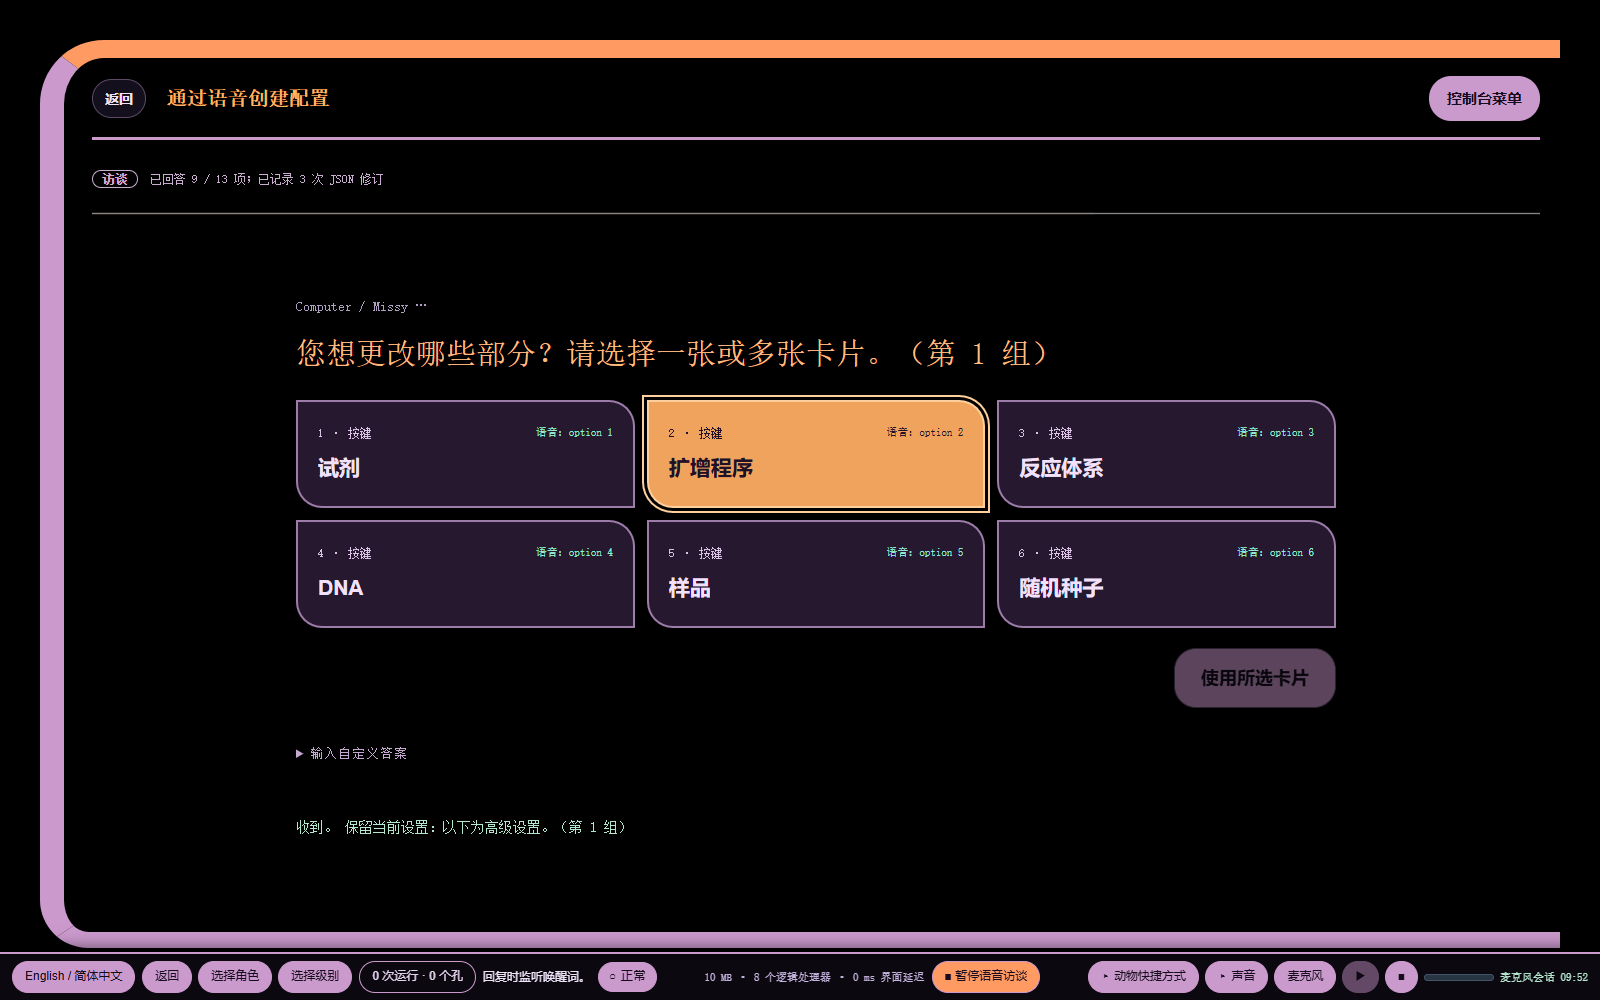 返回
通过语音创建配置
控制台菜单
访谈
已回答 9 / 13 项；已记录 3 次 JSON 修订
Computer / Missy …
您想更改哪些部分？请选择一张或多张卡片。（第 1 组）
1 · 按键
语音：option 1
试剂
2 · 按键
语音：option 2
扩增程序
3 · 按键
语音：option 3
反应体系
4 · 按键
语音：option 4
DNA
5 · 按键
语音：option 5
样品
6 · 按键
语音：option 6
随机种子
使用所选卡片
▶ 输入自定义答案
收到。 保留当前设置：以下为高级设置。（第 1 组）
English / 简体中文
返回
选择角色
选择级别
0 次运行 · 0 个孔
回复时监听唤醒词。
○ 正常
10 MB · 8 个逻辑处理器 · 0 ms 界面延迟
■ 暂停语音访谈
▸ 动物快捷方式
▸ 声音
麦克风
▶
■
麦克风会话 09:52